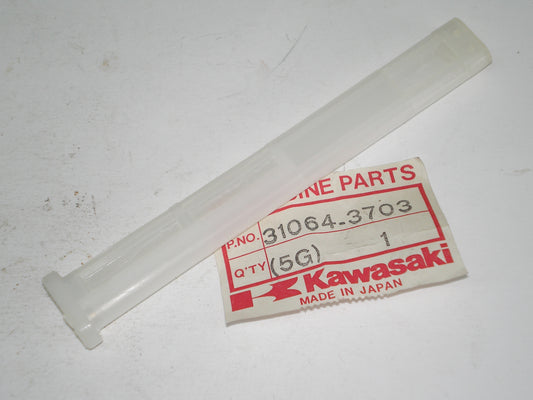 INE PARTS
P.NO. 31064-3703
Q'TY (5G) 1
Kawasaki
MADE IN JAPAN